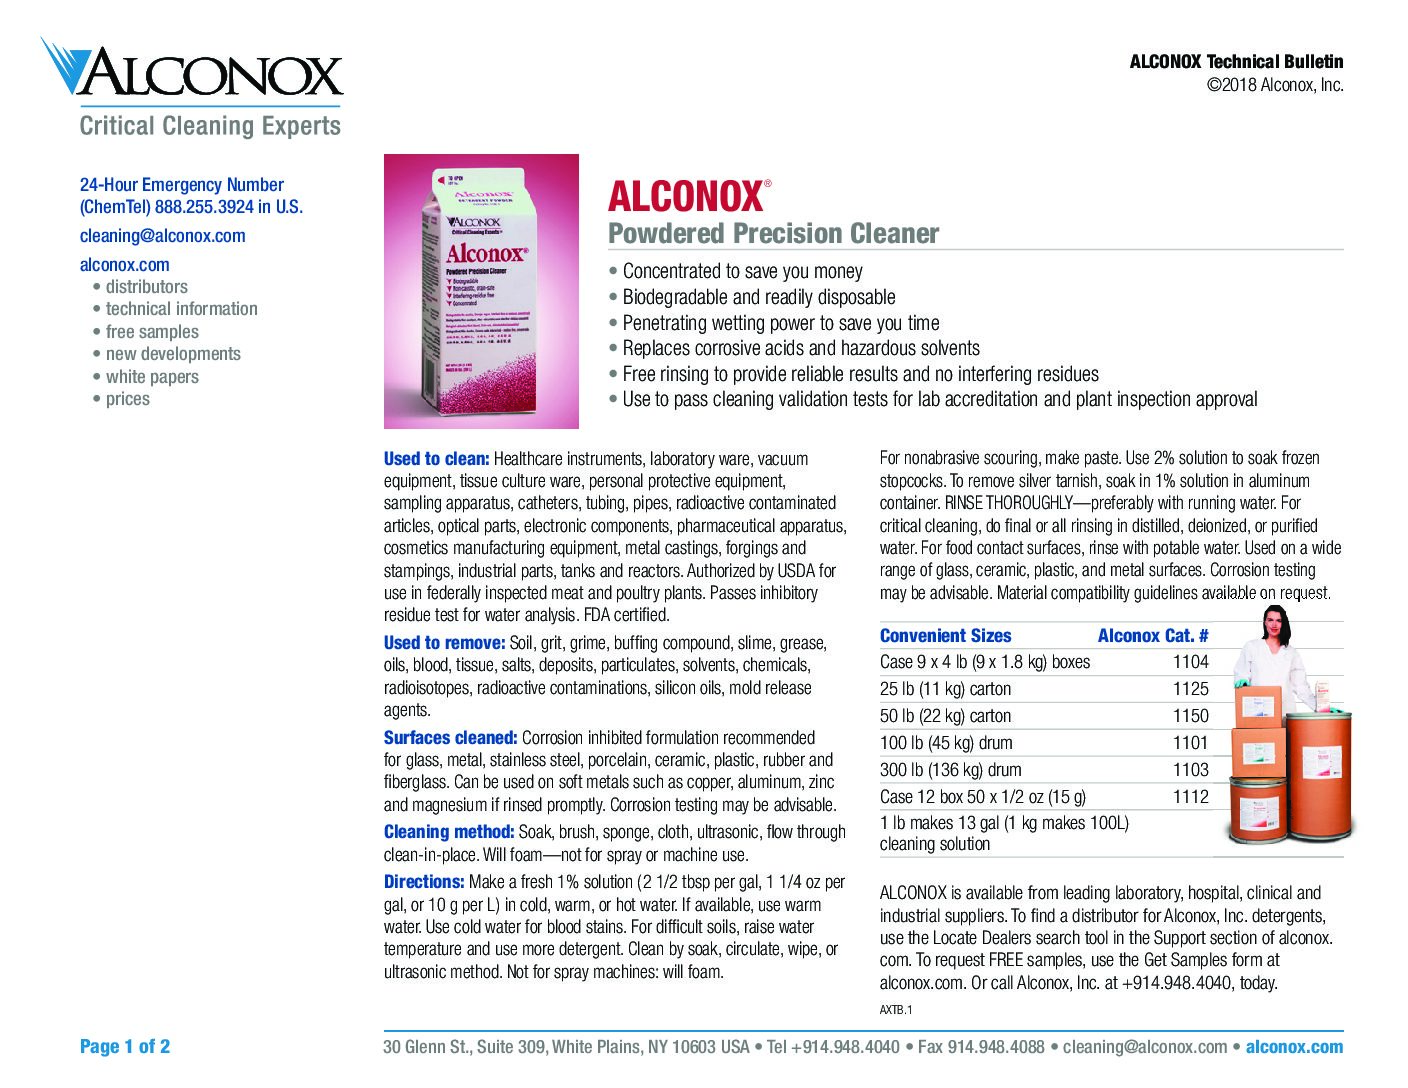 ALCONOX
Critical Cleaning Experts
ALCONOX Technical Bulletin
©2018 Alconox, Inc.
24-Hour Emergency Number
(ChemTel) 888.255.3924 in U.S.
cleaning@alconox.com
alconox.com
• distributors
• technical information
• free samples
• new developments
• white papers
• prices
TO OPEN
Alconox
DETERGENT POWDER
ALCONOX
Critical Cleaning Experts
Alconox®
Powdered Precision Cleaner
Biodegradable
Interfering-residue free
Concentrated
ALCONOX®
Powdered Precision Cleaner
• Concentrated to save you money
• Biodegradable and readily disposable
• Penetrating wetting power to save you time
• Replaces corrosive acids and hazardous solvents
• Free rinsing to provide reliable results and no interfering residues
• Use to pass cleaning validation tests for lab accreditation and plant inspection approval
Used to clean: Healthcare instruments, laboratory ware, vacuum
equipment, tissue culture ware, personal protective equipment,
sampling apparatus, catheters, tubing, pipes, radioactive contaminated
articles, optical parts, electronic components, pharmaceutical apparatus,
cosmetics manufacturing equipment, metal castings, forgings and
stampings, industrial parts, tanks and reactors. Authorized by USDA for
use in federally inspected meat and poultry plants. Passes inhibitory
residue test for water analysis. FDA certified.
Used to remove: Soil, grit, grime, buffing compound, slime, grease,
oils, blood, tissue, salts, deposits, particulates, solvents, chemicals,
radioisotopes, radioactive contaminations, silicon oils, mold release
agents.
Surfaces cleaned: Corrosion inhibited formulation recommended
for glass, metal, stainless steel, porcelain, ceramic, plastic, rubber and
fiberglass. Can be used on soft metals such as copper, aluminum, zinc
and magnesium if rinsed promptly. Corrosion testing may be advisable.
Cleaning method: Soak, brush, sponge, cloth, ultrasonic, flow through
clean-in-place. Will foam—not for spray or machine use.
Directions: Make a fresh 1% solution (2 1/2 tbsp per gal, 1 1/4 oz per
gal, or 10 g per L) in cold, warm, or hot water. If available, use warm
water. Use cold water for blood stains. For difficult soils, raise water
temperature and use more detergent. Clean by soak, circulate, wipe, or
ultrasonic method. Not for spray machines: will foam.
For nonabrasive scouring, make paste. Use 2% solution to soak frozen
stopcocks. To remove silver tarnish, soak in 1% solution in aluminum
container. RINSE THOROUGHLY—preferably with running water. For
critical cleaning, do final or all rinsing in distilled, deionized, or purified
water. For food contact surfaces, rinse with potable water. Used on a wide
range of glass, ceramic, plastic, and metal surfaces. Corrosion testing
may be advisable. Material compatibility guidelines available on request.
Convenient Sizes Alconox Cat. #
Case 9 x 4 lb (9 x 1.8 kg) boxes 1104
25 lb (11 kg) carton 1125
50 lb (22 kg) carton 1150
100 lb (45 kg) drum 1101
300 lb (136 kg) drum 1103
Case 12 box 50 x 1/2 oz (15 g) 1112
1 lb makes 13 gal (1 kg makes 100L)
cleaning solution
ALCONOX is available from leading laboratory, hospital, clinical and
industrial suppliers. To find a distributor for Alconox, Inc. detergents,
use the Locate Dealers search tool in the Support section of alconox.
com. To request FREE samples, use the Get Samples form at
alconox.com. Or call Alconox, Inc. at +914.948.4040, today.
AXTB.1
Page 1 of 2
30 Glenn St., Suite 309, White Plains, NY 10603 USA • Tel +914.948.4040 • Fax 914.948.4088 • cleaning@alconox.com • alconox.com